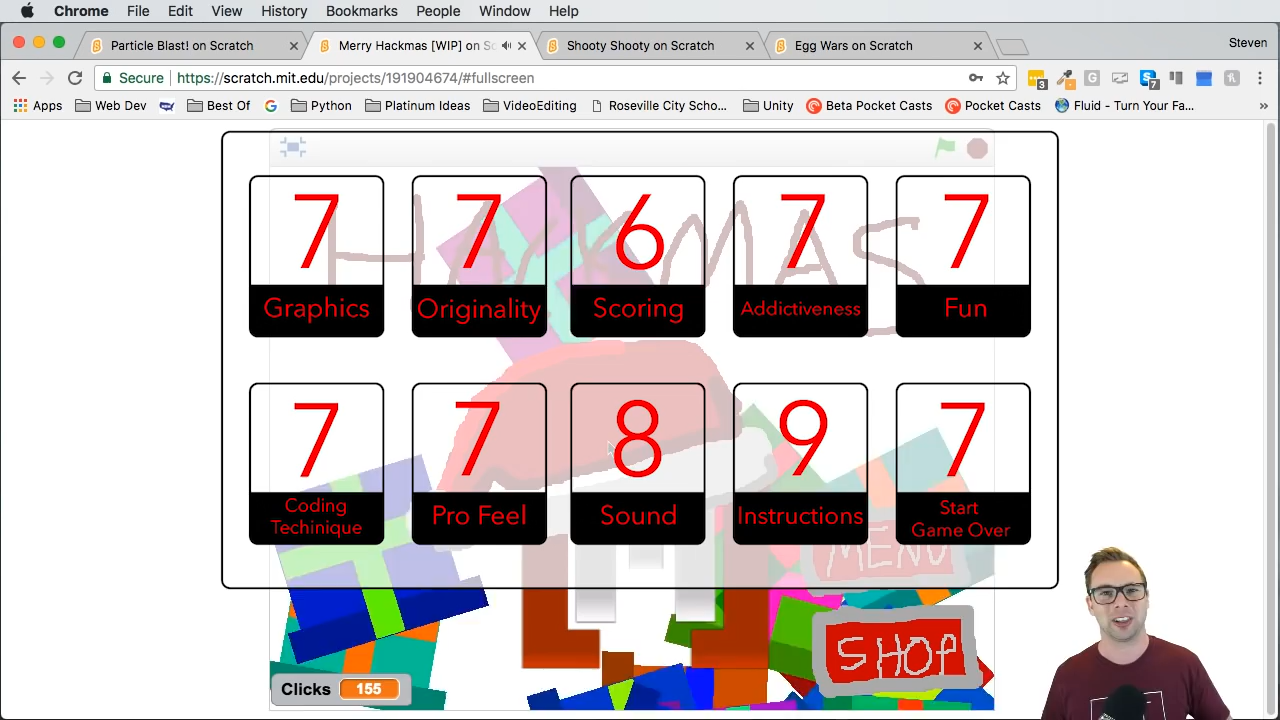 Chrome File Edit View History Bookmarks People Window Help
Particle Blast! on Scratch Merry Hackmas [WIP] on Sc Shooty Shooty on Scratch Egg Wars on Scratch Steven
Secure https://scratch.mit.edu/projects/191904674/#fullscreen 3 7
Apps Web Dev Best Of Python Platinum Ideas VideoEditing Roseville City Scho... Unity Beta Pocket Casts Pocket Casts Fluid - Turn Your Fa... »
HACKMAS
7 7 6 7 7
Graphics Originality Scoring Addictiveness Fun
7 7 8 9 7
Coding Techinique Pro Feel Sound Instructions Start Game Over
MENU
SHOP
Clicks 155